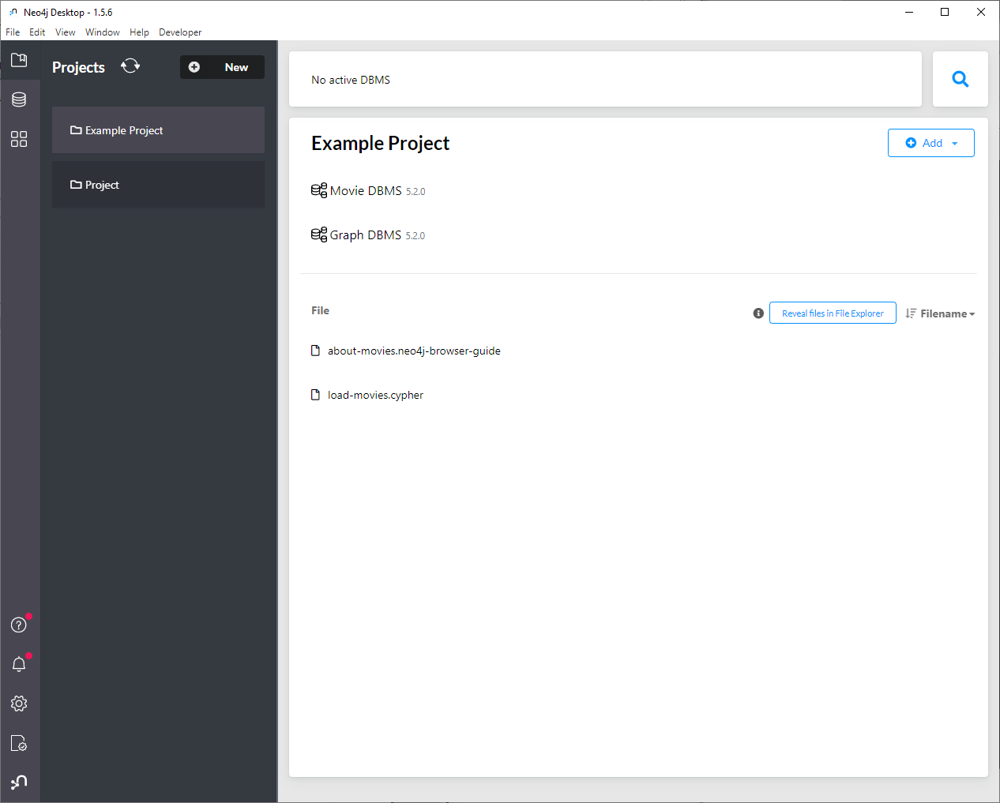 Neo4j Desktop - 1.5.6
File Edit View Window Help Developer
Projects
New
Example Project
Project
No active DBMS
Example Project
Add
Movie DBMS 5.2.0
Graph DBMS 5.2.0
File
Reveal files in File Explorer
Filename
about-movies.neo4j-browser-guide
load-movies.cypher